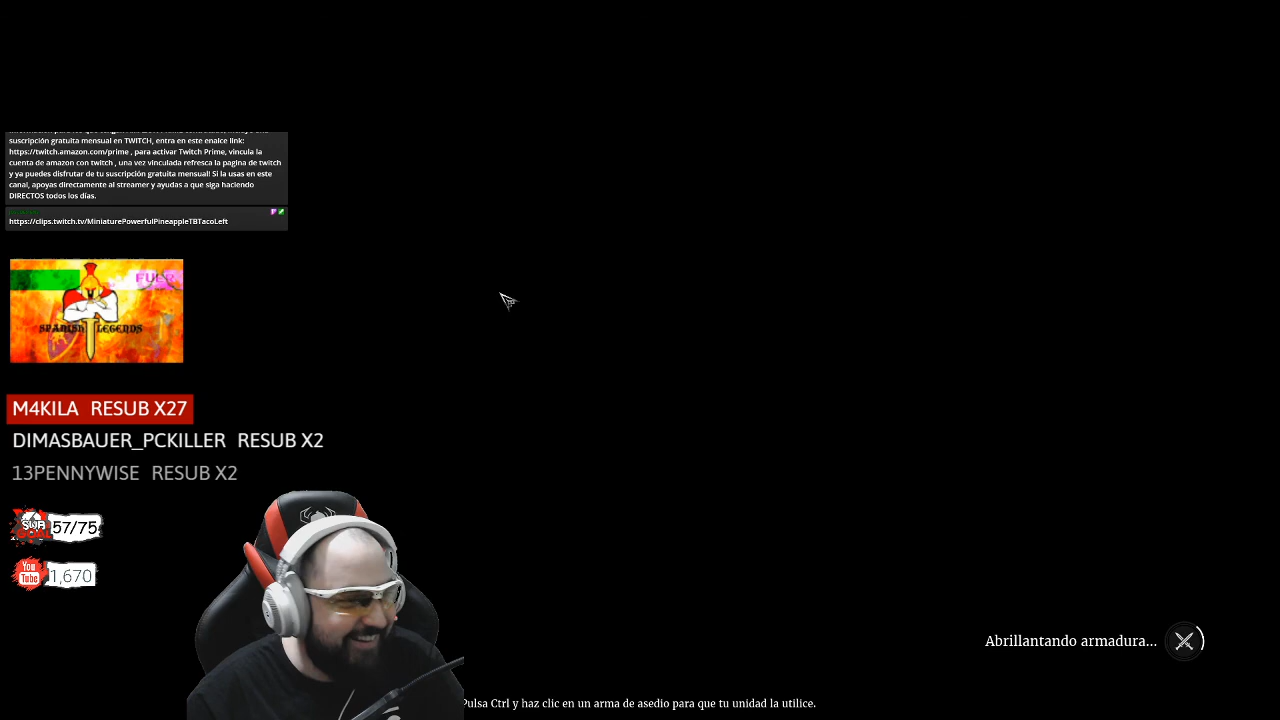 suscripción gratuita mensual en TWITCH, entra en este enalce link:
https://twitch.amazon.com/prime , para activar Twitch Prime, vincula la
cuenta de amazon con twitch , una vez vinculada refresca la pagina de twitch
y ya puedes disfrutar de tu suscripción gratuita mensual! Si la usas en este
canal, apoyas directamente al streamer y ayudas a que siga haciendo
DIRECTOS todos los días.
https://clips.twitch.tv/MiniaturePowerfulPineappleTBTacoLeft
SPANISH LEGENDS
M4KILA RESUB X27
DIMASBAUER_PCKILLER RESUB X2
13PENNYWISE RESUB X2
SUB GOAL 57/75
You Tube 1,670
Abrillantando armadura...
Pulsa Ctrl y haz clic en un arma de asedio para que tu unidad la utilice.